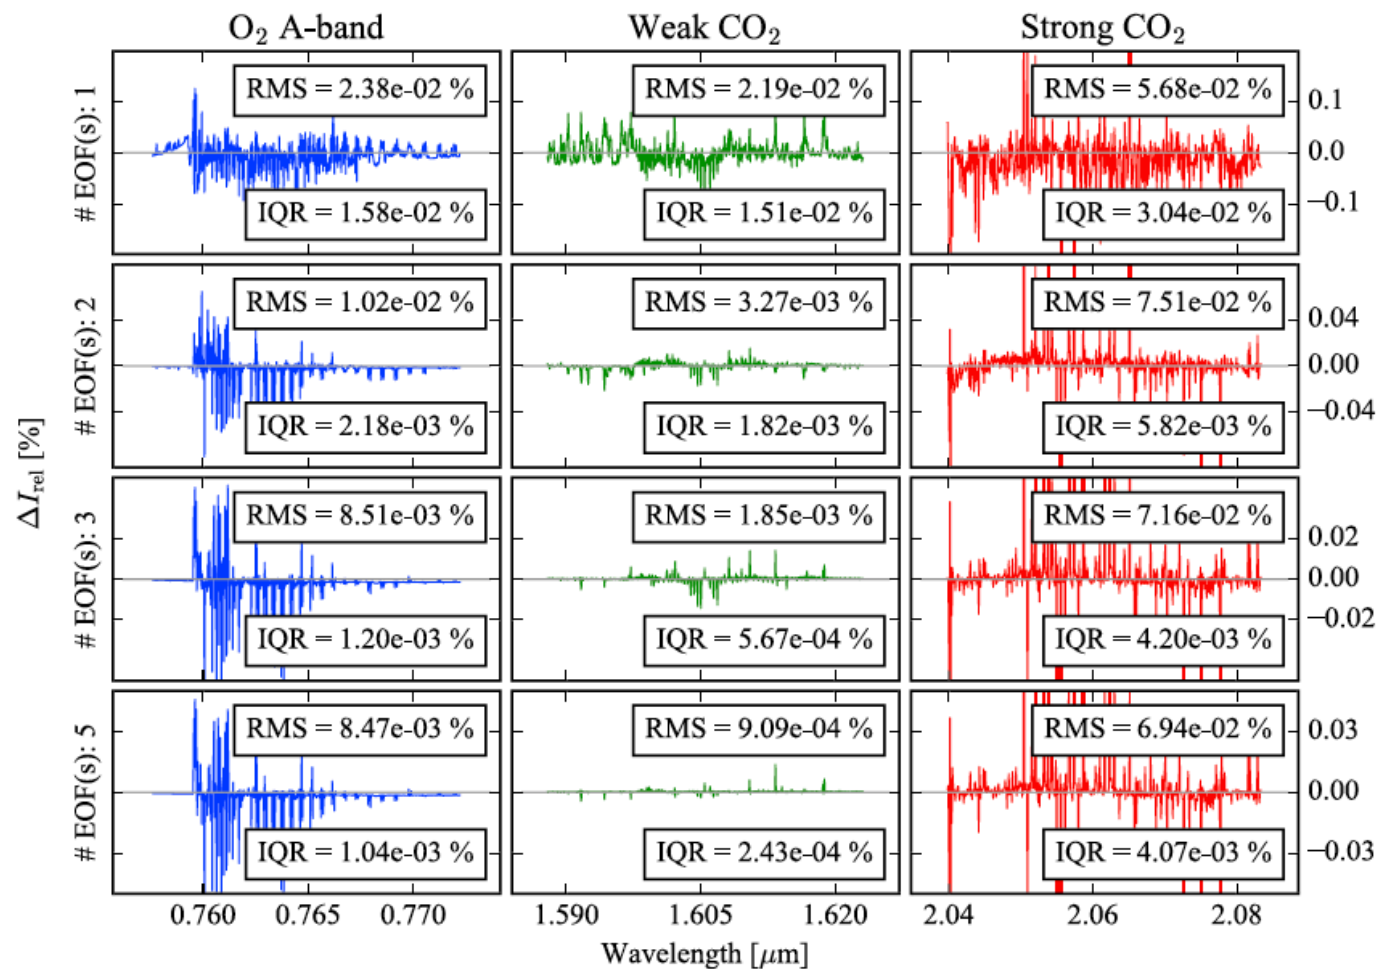 O₂ A-band Weak CO₂ Strong CO₂
# EOF(s): 1
RMS = 2.38e-02 %
IQR = 1.58e-02 %
RMS = 2.19e-02 %
IQR = 1.51e-02 %
RMS = 5.68e-02 %
IQR = 3.04e-02 %
0.1
0.0
−0.1
# EOF(s): 2
RMS = 1.02e-02 %
IQR = 2.18e-03 %
RMS = 3.27e-03 %
IQR = 1.82e-03 %
RMS = 7.51e-02 %
IQR = 5.82e-03 %
0.04
0.00
−0.04
ΔI_rel [%]
# EOF(s): 3
RMS = 8.51e-03 %
IQR = 1.20e-03 %
RMS = 1.85e-03 %
IQR = 5.67e-04 %
RMS = 7.16e-02 %
IQR = 4.20e-03 %
0.02
0.00
−0.02
# EOF(s): 5
RMS = 8.47e-03 %
IQR = 1.04e-03 %
RMS = 9.09e-04 %
IQR = 2.43e-04 %
RMS = 6.94e-02 %
IQR = 4.07e-03 %
0.03
0.00
−0.03
0.760 0.765 0.770 1.590 1.605 1.620 2.04 2.06 2.08
Wavelength [μm]